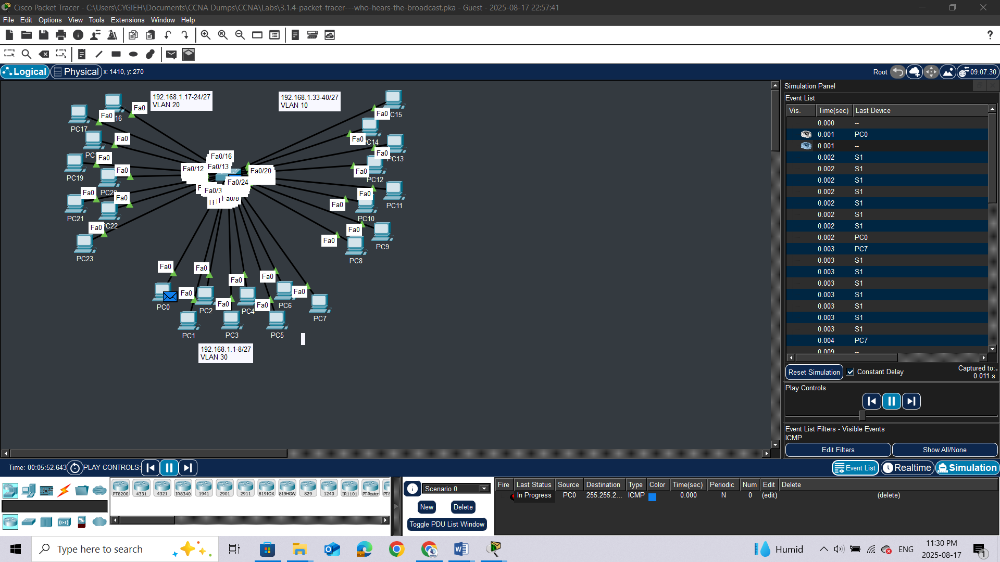 Cisco Packet Tracer - C:\Users\CYGIEH\Documents\CCNA Dumps\CCNA\Labs\3.1.4-packet-tracer---who-hears-the-broadcast.pka - Guest - 2025-08-17 22:57:41
File Edit Options View Tools Extensions Window Help
?
Logical Physical x: 1410, y: 270
Root 09:07:30
192.168.1.17-24/27
VLAN 20
192.168.1.33-40/27
VLAN 10
Fa0
Fa0
16
PC17
Fa0
Fa0
PC19
Fa0
PC20
Fa0
Fa0
PC21
PC22
Fa0
PC23
Fa0
C15
Fa0
C14
Fa0
C13
Fa0
PC12
Fa0
PC11
Fa0
PC10
Fa0
PC9
Fa0
PC8
Fa0/16
Fa0/12
Fa0/13
Fa0/20
Fa0/24
Fa0/3
Fa0/8
Fa0
Fa0
Fa0
Fa0
Fa0
Fa0
Fa0
Fa0
PC0
PC2
PC4
PC6
PC7
PC1
PC3
PC5
192.168.1.1-8/27
VLAN 30
Simulation Panel
Event List
Vis. Time(sec) Last Device
0.000 --
0.001 PC0
0.001 --
0.002 S1
0.002 S1
0.002 S1
0.002 S1
0.002 S1
0.002 S1
0.002 S1
0.002 PC0
0.003 PC7
0.003 S1
0.003 S1
0.003 S1
0.003 S1
0.003 S1
0.003 S1
0.003 S1
0.004 PC7
0.009 --
Reset Simulation Constant Delay
Captured to:
0.011 s
Play Controls
Event List Filters - Visible Events
ICMP
Edit Filters Show All/None
Time: 00:05:52.643 PLAY CONTROLS:
Event List Realtime Simulation
PT8200 4331 4321 IR8340 1941 2901 2911 819IOX 819HGW 829 1240 IR1101 PT-Router
Scenario 0
New Delete
Toggle PDU List Window
Fire Last Status Source Destination Type Color Time(sec) Periodic Num Edit Delete
In Progress PC0 255.255.2... ICMP 0.000 N 0 (edit) (delete)
Type here to search
Humid
ENG
11:30 PM
2025-08-17
1